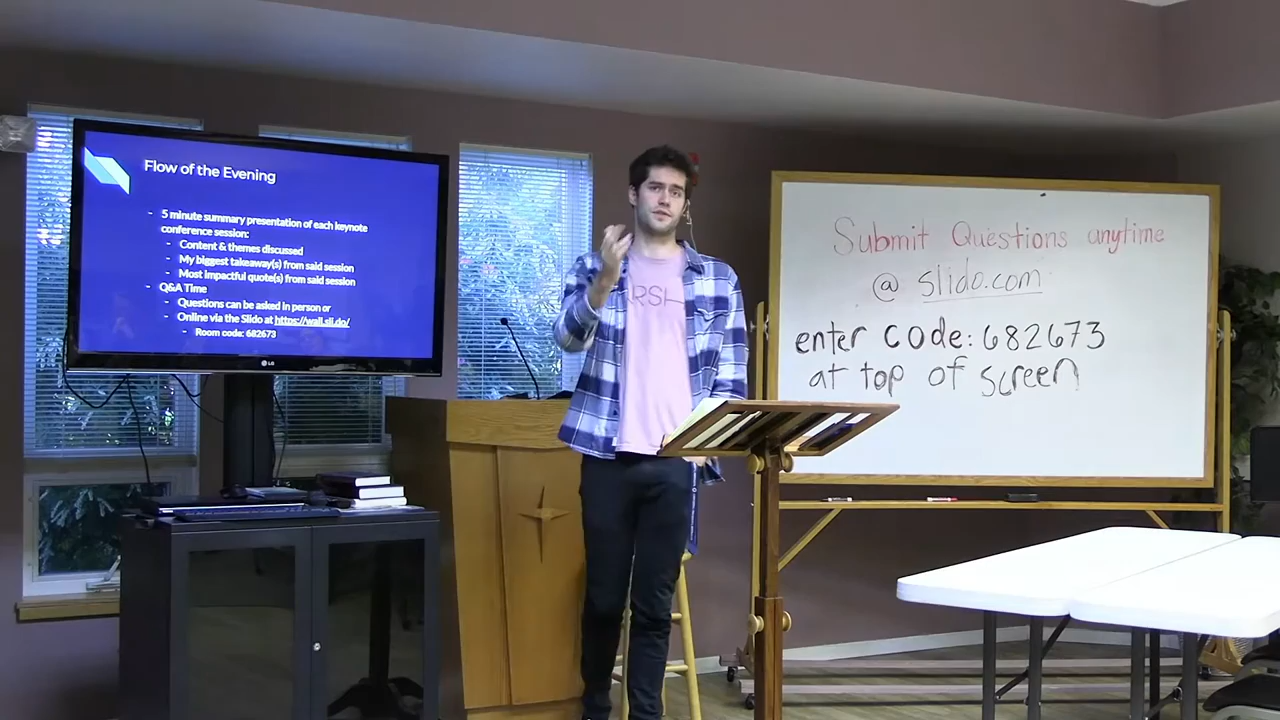 Flow of the Evening
- 5 minute summary presentation of each keynote
conference session:
- Content & themes discussed
- My biggest takeaway(s) from said session
- Most impactful quote(s) from said session
- Q&A Time
- Questions can be asked in person or
- Online via the Slido at https://wall.sli.do/
- Room code: 682673
LG
RSH
Submit Questions anytime
@ slido.com
enter code: 682673
at top of screen